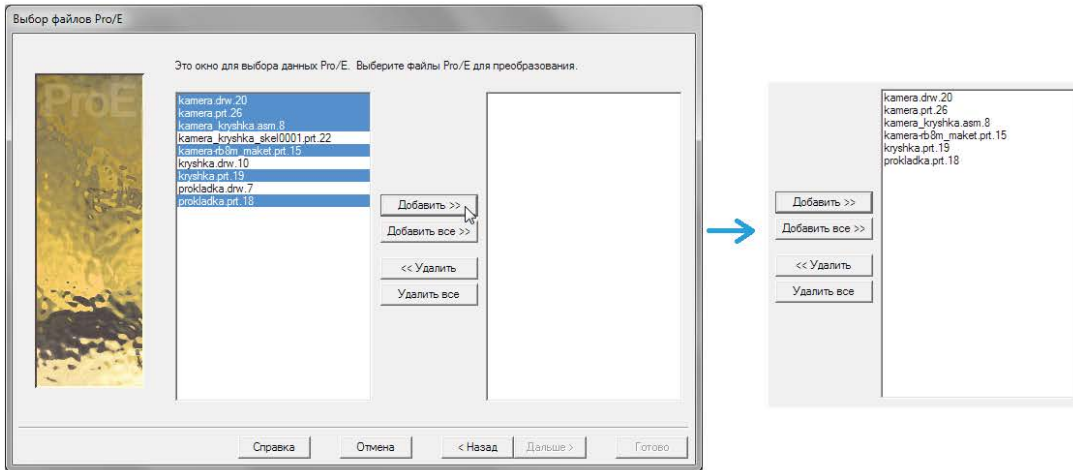 Выбор файлов Pro/E
Это окно для выбора данных Pro/E. Выберите файлы Pro/E для преобразования.
ProE
kamera.drw.20
kamera.prt.26
kamera_kryshka.asm.8
kamera_kryshka_skel0001.prt.22
kamera-rb8m_maket.prt.15
kryshka.drw.10
kryshka.prt.19
prokladka.drw.7
prokladka.prt.18
Добавить >>
Добавить все >>
<< Удалить
Удалить все
Справка
Отмена
< Назад
Дальше >
Готово
kamera.drw.20
kamera.prt.26
kamera_kryshka.asm.8
kamera-rb8m_maket.prt.15
kryshka.prt.19
prokladka.prt.18
Добавить >>
Добавить все >>
<< Удалить
Удалить все